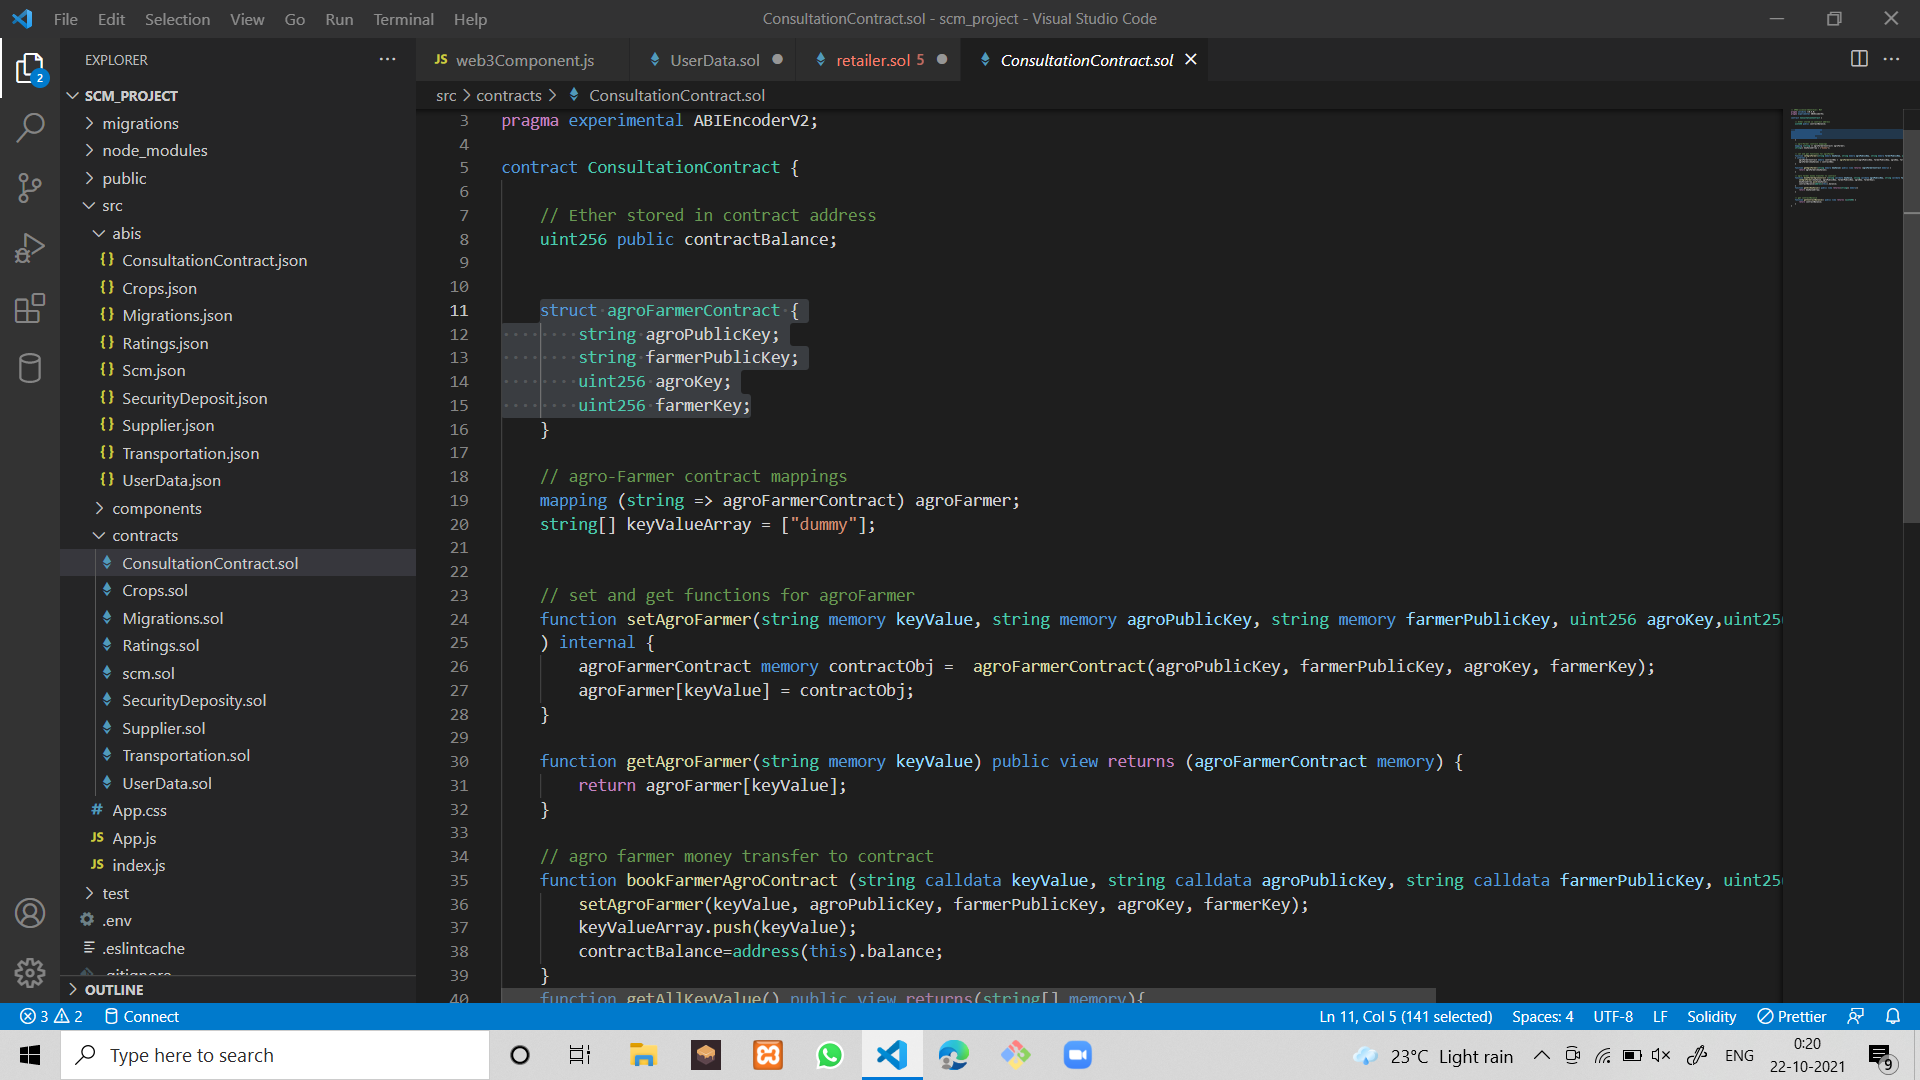 File Edit Selection View Go Run Terminal Help
ConsultationContract.sol - scm_project - Visual Studio Code
EXPLORER
SCM_PROJECT
migrations
node_modules
public
src
abis
{} ConsultationContract.json
{} Crops.json
{} Migrations.json
{} Ratings.json
{} Scm.json
{} SecurityDeposit.json
{} Supplier.json
{} Transportation.json
{} UserData.json
components
contracts
ConsultationContract.sol
Crops.sol
Migrations.sol
Ratings.sol
scm.sol
SecurityDeposity.sol
Supplier.sol
Transportation.sol
UserData.sol
# App.css
JS App.js
JS index.js
test
.env
.eslintcache
.gitignore
OUTLINE
2
JS web3Component.js
UserData.sol
retailer.sol 5
ConsultationContract.sol
src > contracts > ConsultationContract.sol
3 pragma experimental ABIEncoderV2;
4
5 contract ConsultationContract {
6
7 // Ether stored in contract address
8 uint256 public contractBalance;
9
10
11 struct agroFarmerContract {
12 string agroPublicKey;
13 string farmerPublicKey;
14 uint256 agroKey;
15 uint256 farmerKey;
16 }
17
18 // agro-Farmer contract mappings
19 mapping (string => agroFarmerContract) agroFarmer;
20 string[] keyValueArray = ["dummy"];
21
22
23 // set and get functions for agroFarmer
24 function setAgroFarmer(string memory keyValue, string memory agroPublicKey, string memory farmerPublicKey, uint256 agroKey,uint25
25 ) internal {
26 agroFarmerContract memory contractObj =  agroFarmerContract(agroPublicKey, farmerPublicKey, agroKey, farmerKey);
27 agroFarmer[keyValue] = contractObj;
28 }
29
30 function getAgroFarmer(string memory keyValue) public view returns (agroFarmerContract memory) {
31 return agroFarmer[keyValue];
32 }
33
34 // agro farmer money transfer to contract
35 function bookFarmerAgroContract (string calldata keyValue, string calldata agroPublicKey, string calldata farmerPublicKey, uint25
36 setAgroFarmer(keyValue, agroPublicKey, farmerPublicKey, agroKey, farmerKey);
37 keyValueArray.push(keyValue);
38 contractBalance=address(this).balance;
39 }
40 function getAllKeyValue() public view returns(string[] memory){
3 2 Connect
Ln 11, Col 5 (141 selected) Spaces: 4 UTF-8 LF Solidity Prettier
Type here to search
23°C Light rain
ENG
0:20
22-10-2021
9